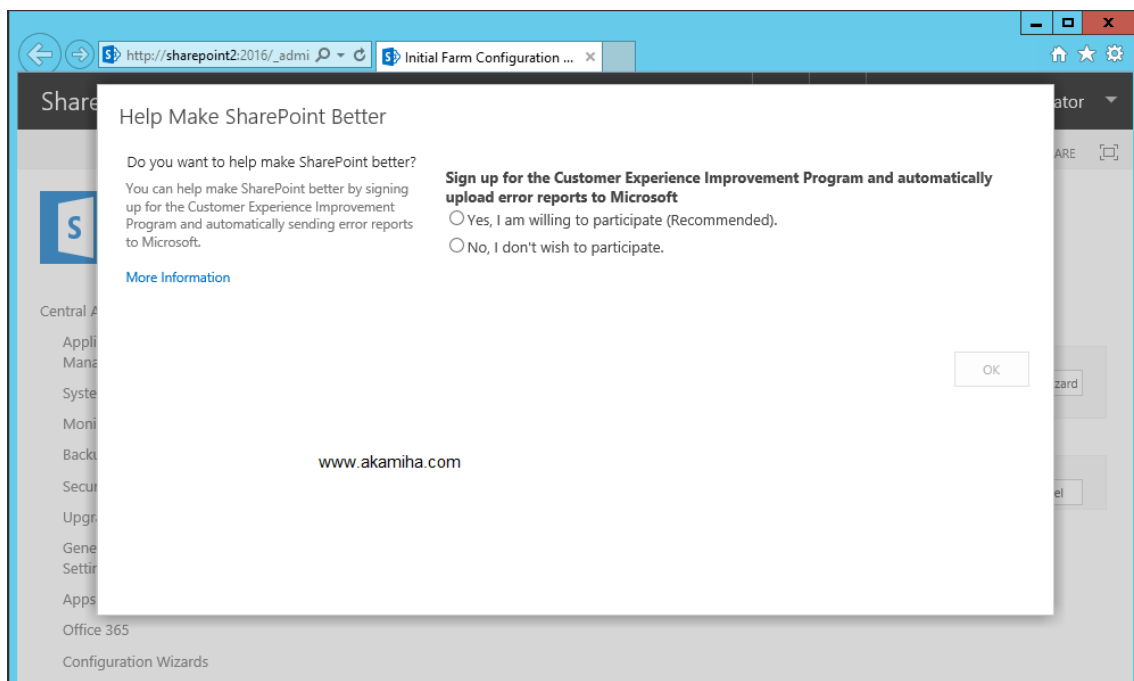 http://sharepoint2:2016/_admi
Initial Farm Configuration ...
Share
ator
ARE
Help Make SharePoint Better
Do you want to help make SharePoint better?
You can help make SharePoint better by signing
up for the Customer Experience Improvement
Program and automatically sending error reports
to Microsoft.
More Information
Sign up for the Customer Experience Improvement Program and automatically
upload error reports to Microsoft
Yes, I am willing to participate (Recommended).
No, I don't wish to participate.
OK
www.akamiha.com
S
Central A
Appli
Mana
Syste
Moni
Backu
Secur
Upgr
Gene
Settin
Apps
Office 365
Configuration Wizards
zard
el